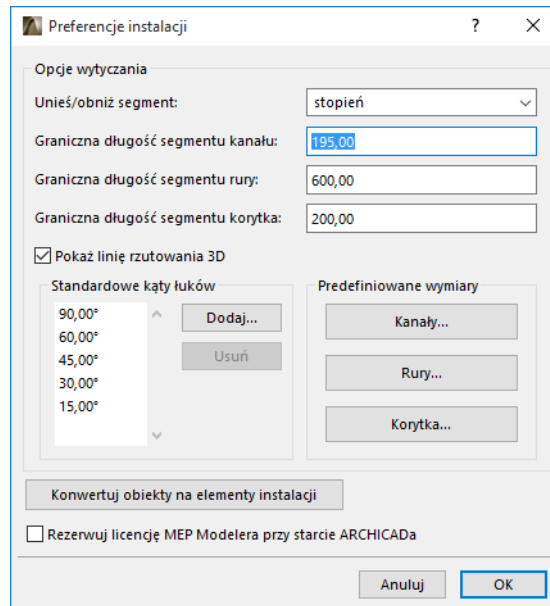 Preferencje instalacji
Opcje wytyczania
Unieś/obniż segment: stopień
Graniczna długość segmentu kanału: 195,00
Graniczna długość segmentu rury: 600,00
Graniczna długość segmentu korytka: 200,00
Pokaż linię rzutowania 3D
Standardowe kąty łuków
90,00°
60,00°
45,00°
30,00°
15,00°
Dodaj...
Usuń
Predefiniowane wymiary
Kanały...
Rury...
Korytka...
Konwertuj obiekty na elementy instalacji
Rezerwuj licencję MEP Modelera przy starcie ARCHICADa
Anuluj OK